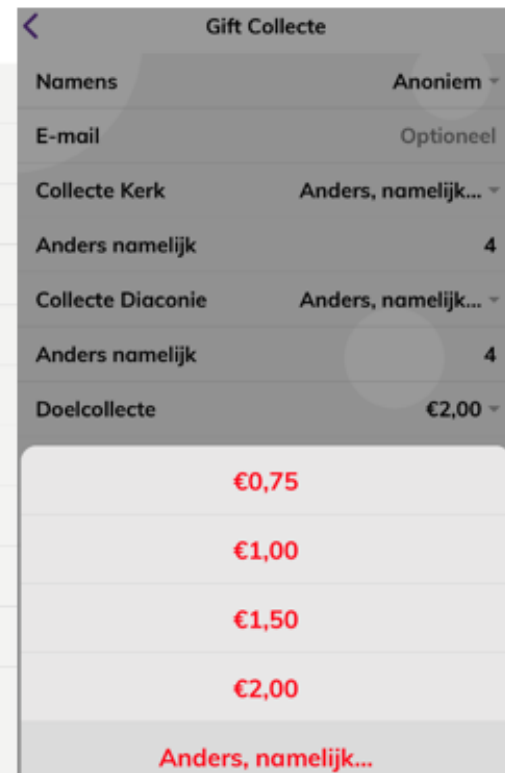 Gift Collecte
Namens Anoniem
E-mail Optioneel
Collecte Kerk Anders, namelijk...
Anders namelijk 4
Collecte Diaconie Anders, namelijk...
Anders namelijk 4
Doelcollecte €2,00
€0,75
€1,00
€1,50
€2,00
Anders, namelijk...